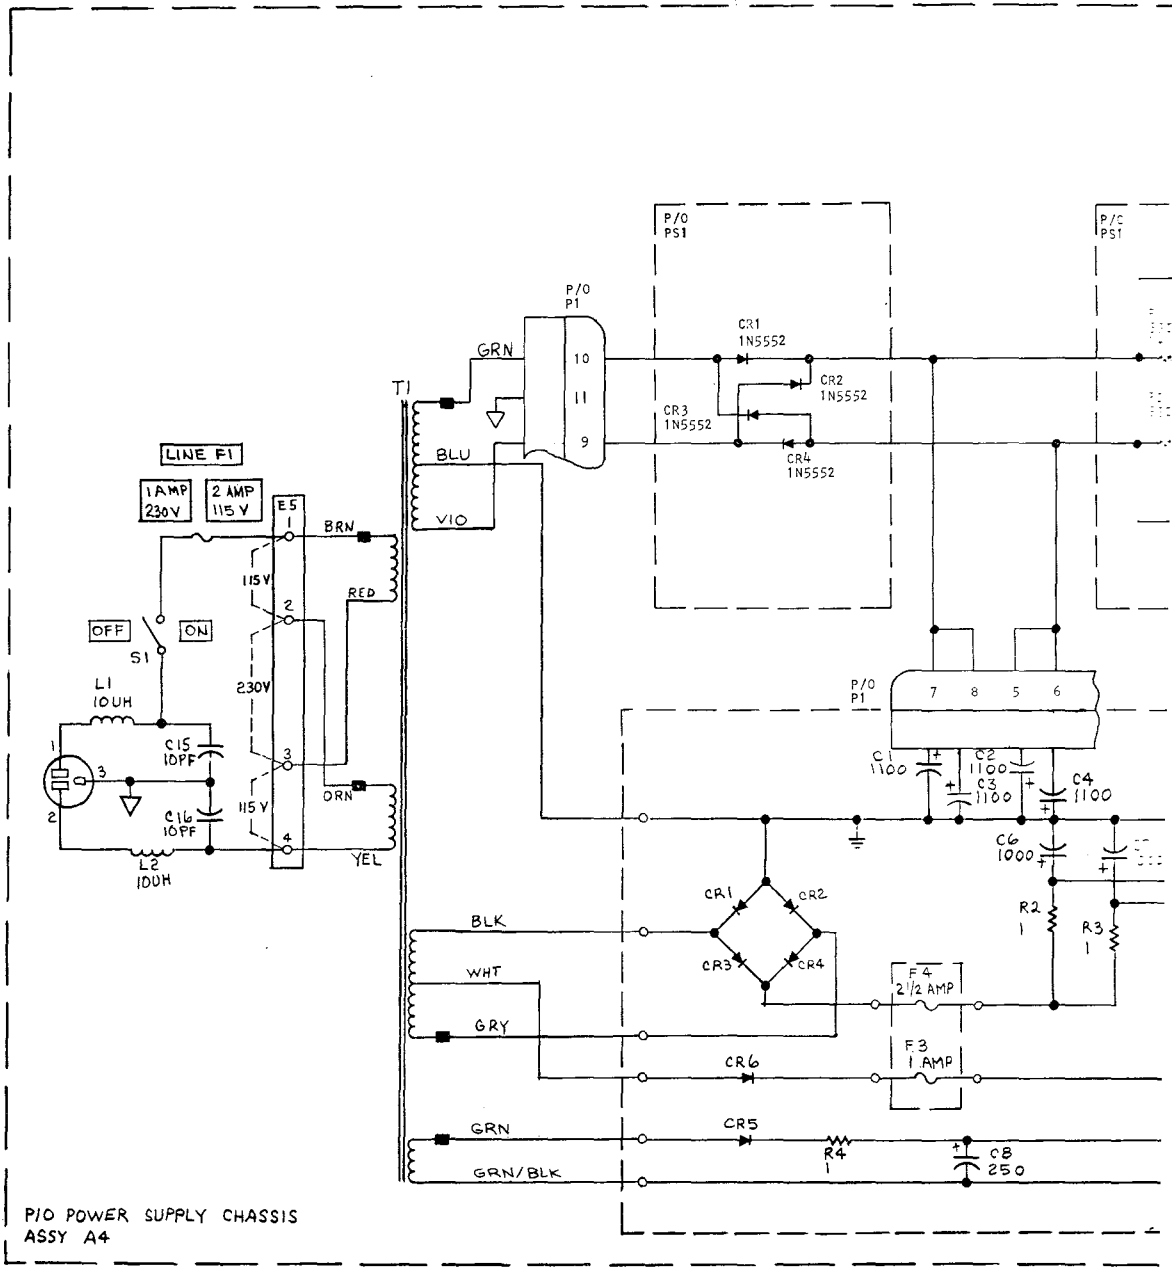 P/O
PS1
P/C
PS1
P/O
P1
CR1
1N5552
GRN
10
T1
CR2
1N5552
11
CR3
1N5552
9
BLU
CR4
1N5552
LINE F1
1 AMP
230V
2 AMP
115 V
E5
1
VIO
BRN
115V
RED
2
OFF
ON
S1
P/O
P1
7
8
5
6
L1
10UH
230V
1
C15
10PF
3
3
C1
1100
+
C2
1100
+
C3
1100
+
C4
1100
+
ORN
115 V
2
C16
10PF
4
YEL
L2
10UH
C6
1000
+
+
CR1
CR2
R2
1
R3
1
BLK
CR3
CR4
WHT
F4
2 1/2 AMP
GRY
F3
1 AMP
CR6
GRN
CR5
R4
1
+
C8
250
GRN/BLK
P/O POWER SUPPLY CHASSIS
ASSY A4